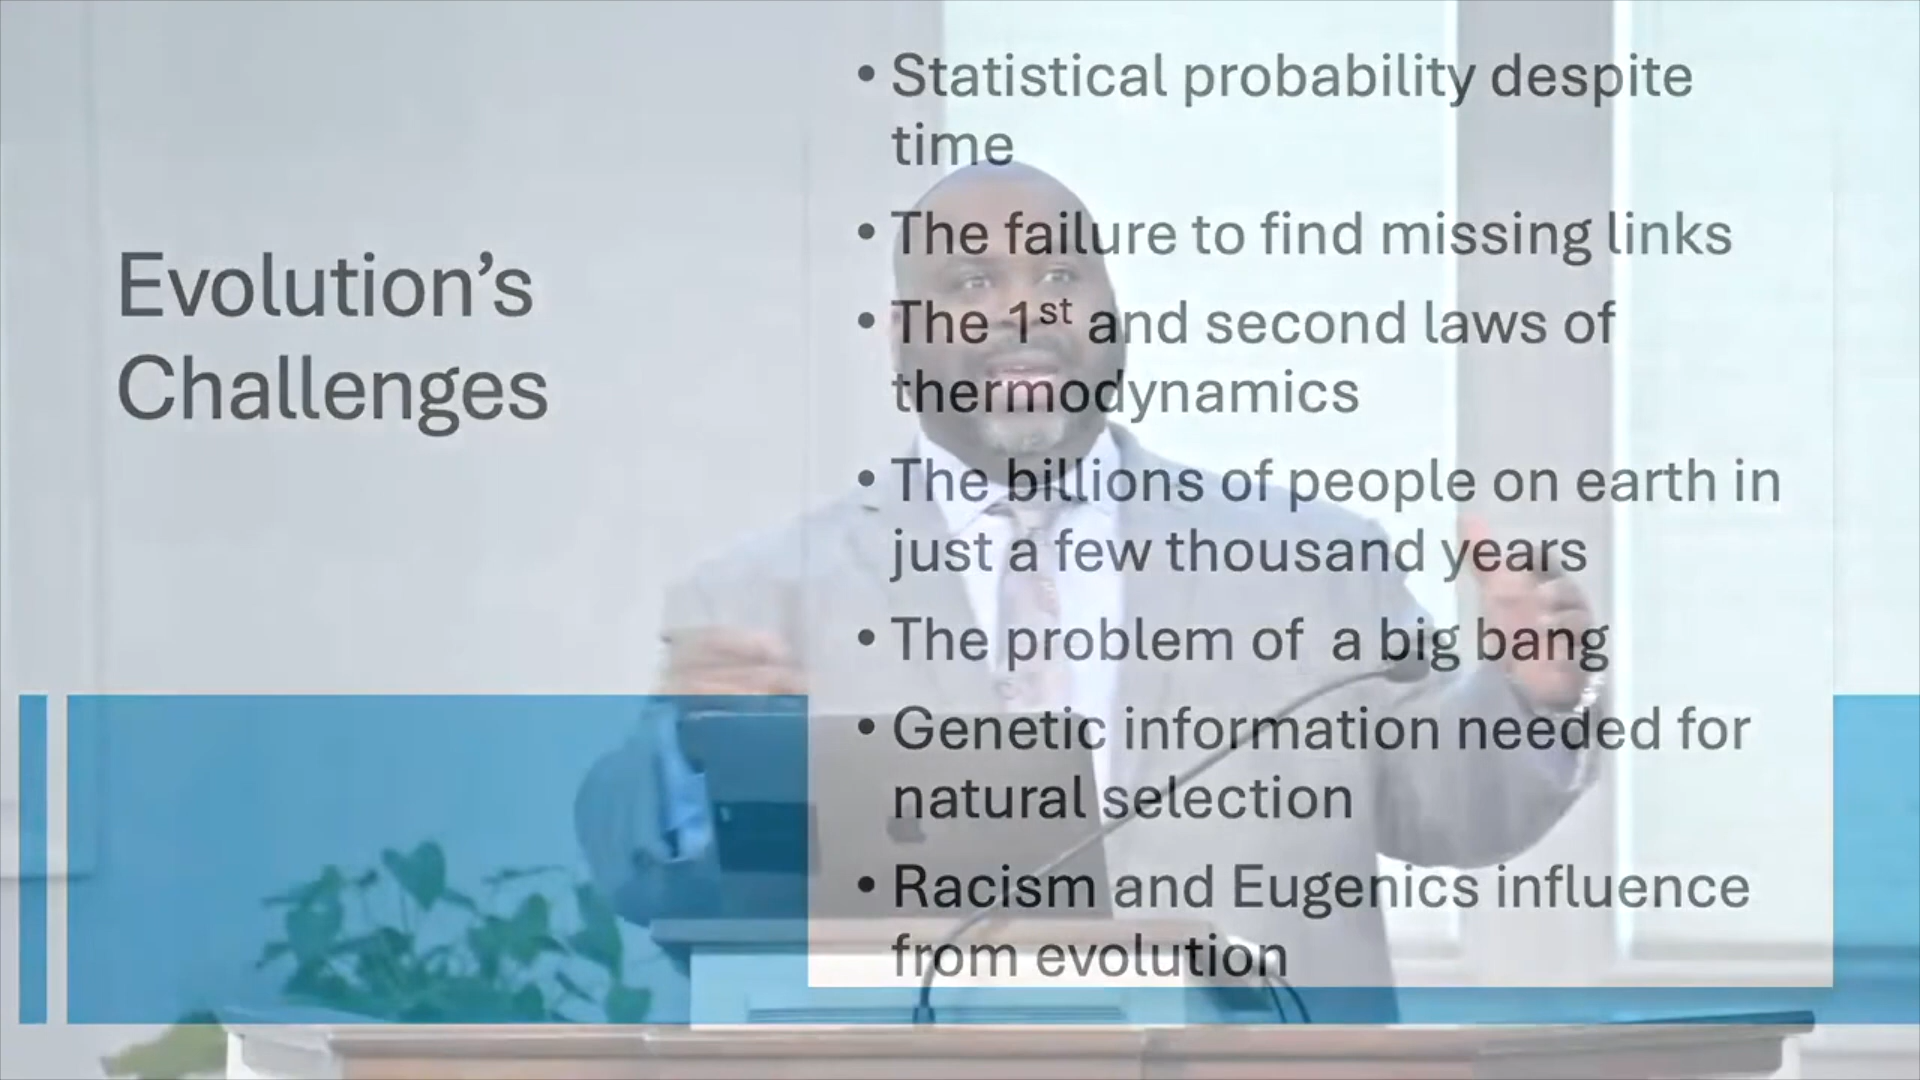 Evolution's
Challenges
• Statistical probability despite
time
• The failure to find missing links
• The 1st and second laws of
thermodynamics
• The billions of people on earth in
just a few thousand years
• The problem of  a big bang
• Genetic information needed for
natural selection
• Racism and Eugenics influence
from evolution